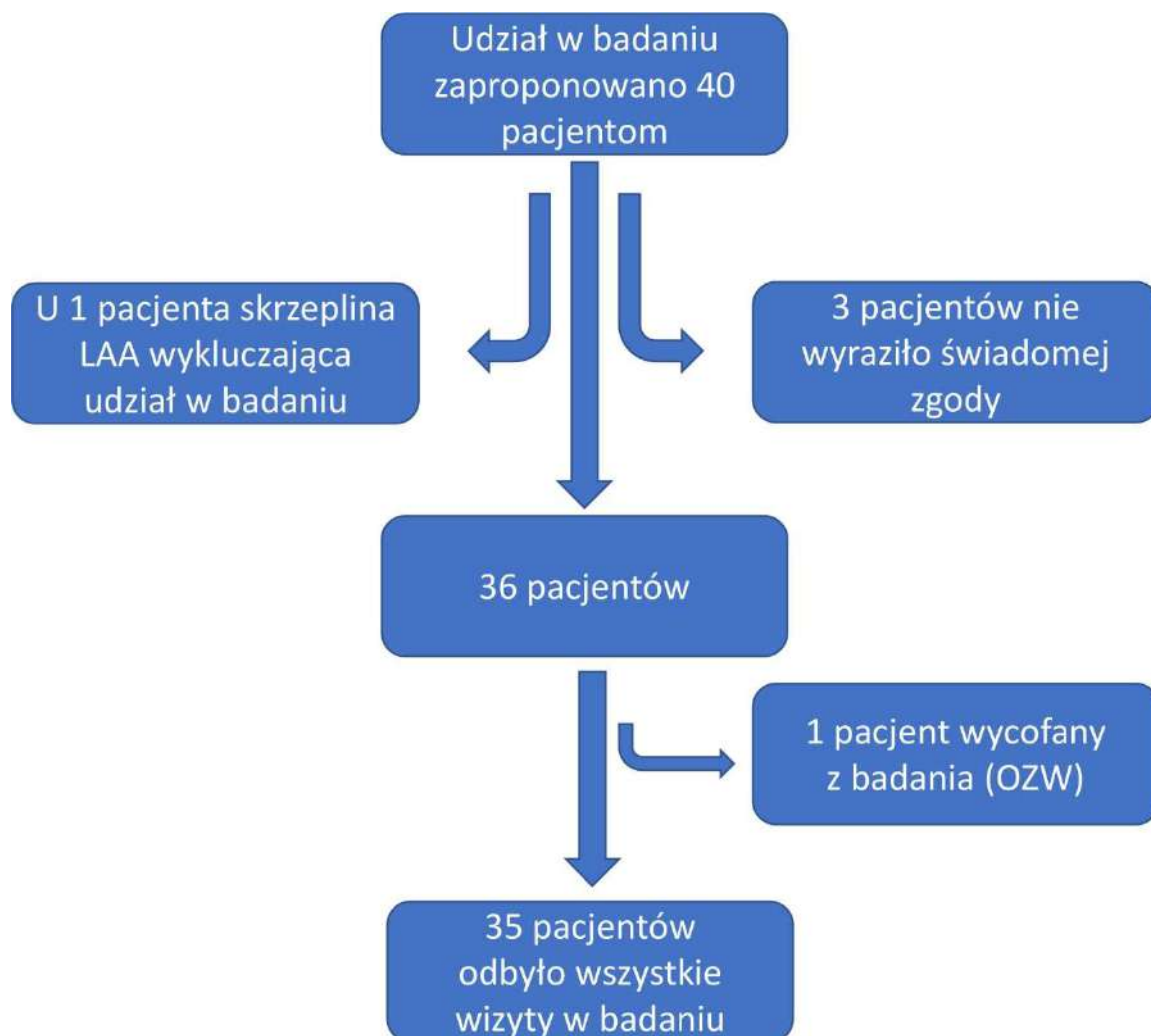 Udział w badaniu
zaproponowano 40
pacjentom
U 1 pacjenta skrzeplina
LAA wykluczająca
udział w badaniu
3 pacjentów nie
wyraziło świadomej
zgody
36 pacjentów
1 pacjent wycofany
z badania (OZW)
35 pacjentów
odbyło wszystkie
wizyty w badaniu